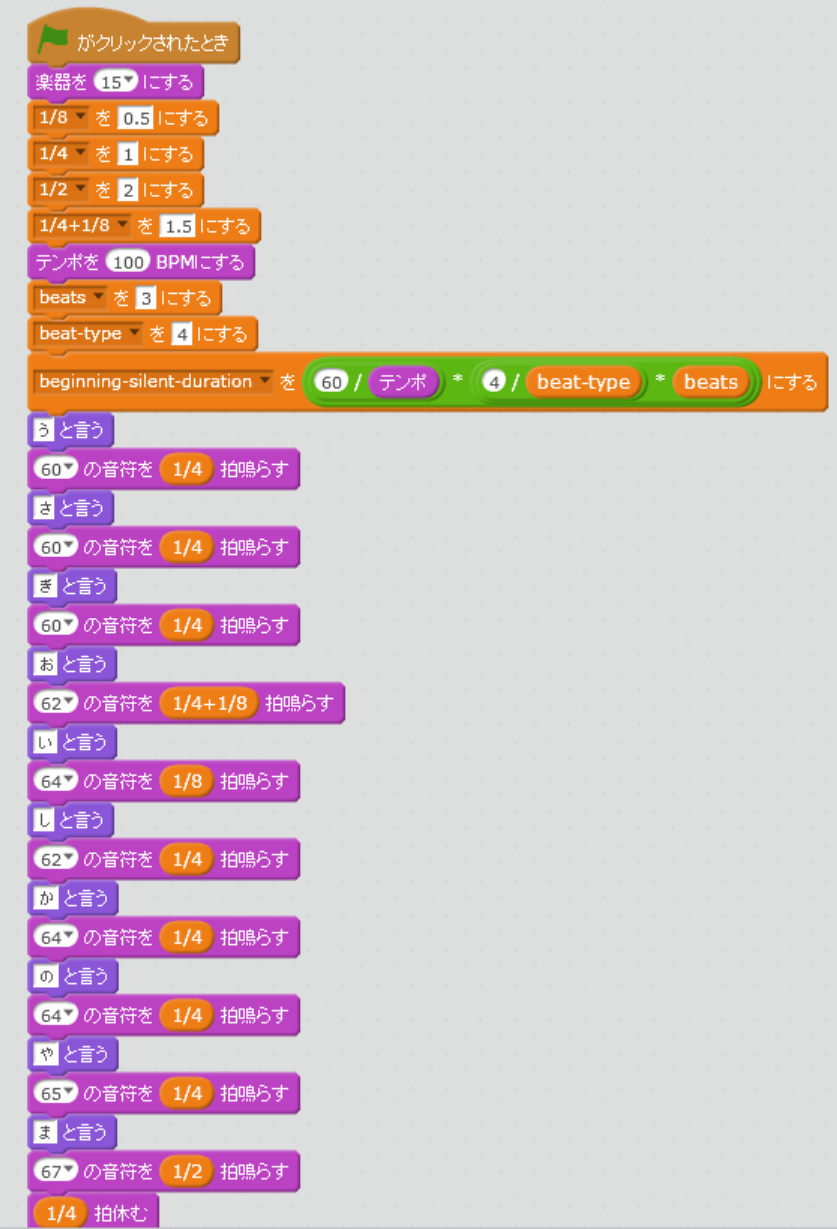 がクリックされたとき
楽器を 15 にする
1/8 を 0.5 にする
1/4 を 1 にする
1/2 を 2 にする
1/4+1/8 を 1.5 にする
テンポを 100 BPMにする
beats を 3 にする
beat-type を 4 にする
beginning-silent-duration を 60 / テンポ * 4 / beat-type * beats にする
う と言う
60 の音符を 1/4 拍鳴らす
さ と言う
60 の音符を 1/4 拍鳴らす
ぎ と言う
60 の音符を 1/4 拍鳴らす
お と言う
62 の音符を 1/4+1/8 拍鳴らす
い と言う
64 の音符を 1/8 拍鳴らす
し と言う
62 の音符を 1/4 拍鳴らす
か と言う
64 の音符を 1/4 拍鳴らす
の と言う
64 の音符を 1/4 拍鳴らす
や と言う
65 の音符を 1/4 拍鳴らす
ま と言う
67 の音符を 1/2 拍鳴らす
1/4 拍休む